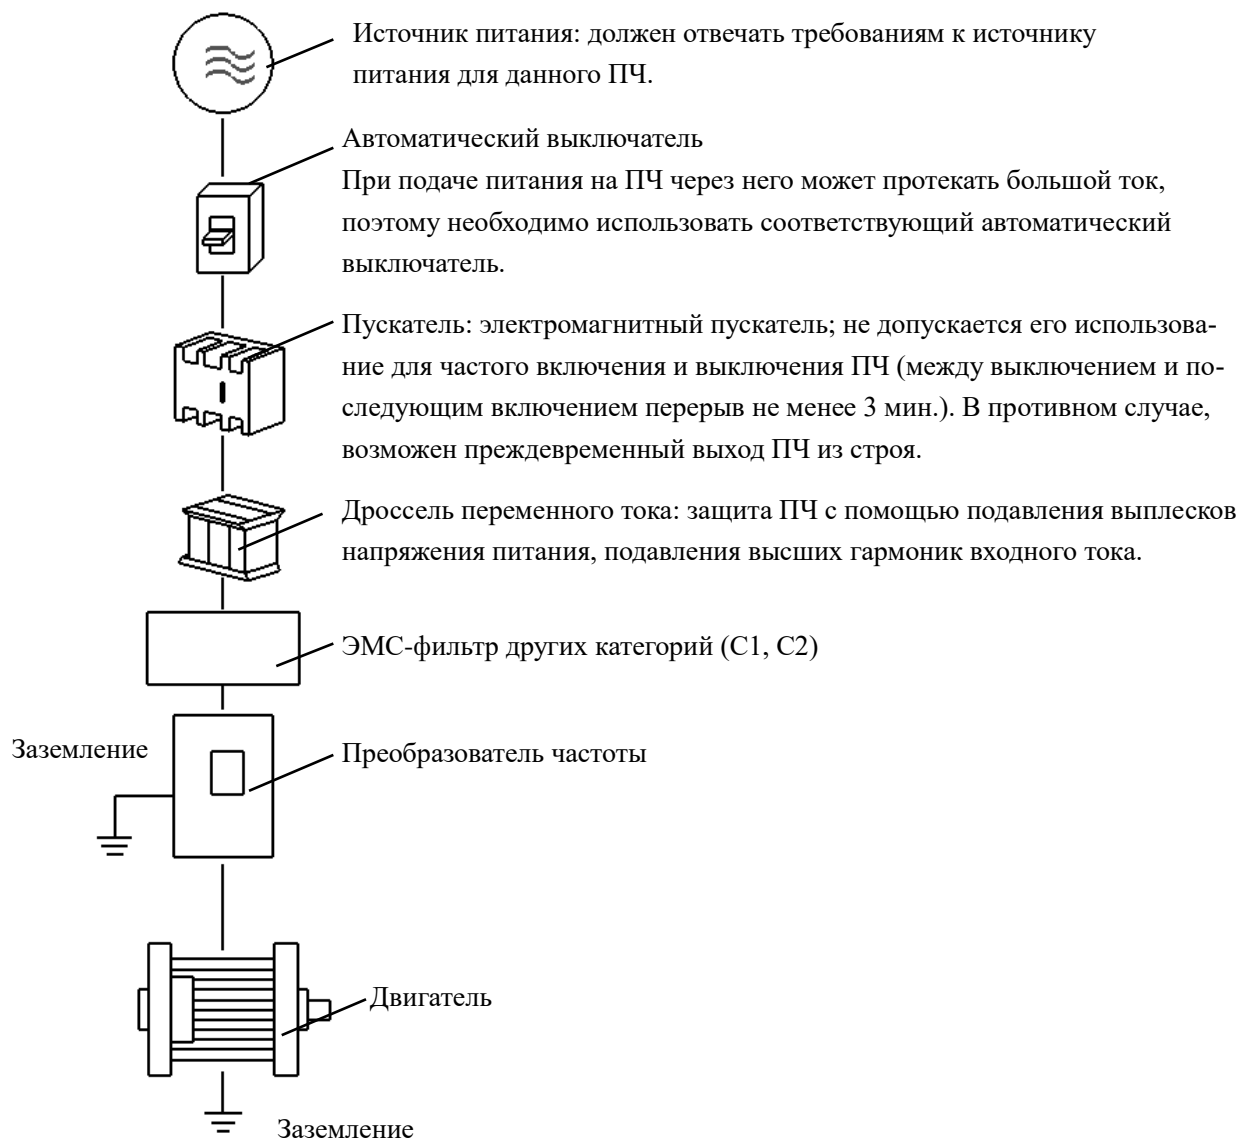 Источник питания: должен отвечать требованиям к источнику
питания для данного ПЧ.
Автоматический выключатель
При подаче питания на ПЧ через него может протекать большой ток,
поэтому необходимо использовать соответствующий автоматический
выключатель.
Пускатель: электромагнитный пускатель; не допускается его использова-
ние для частого включения и выключения ПЧ (между выключением и по-
следующим включением перерыв не менее 3 мин.). В противном случае,
возможен преждевременный выход ПЧ из строя.
Дроссель переменного тока: защита ПЧ с помощью подавления выплесков
напряжения питания, подавления высших гармоник входного тока.
ЭМС-фильтр других категорий (С1, С2)
Заземление
Преобразователь частоты
Двигатель
Заземление